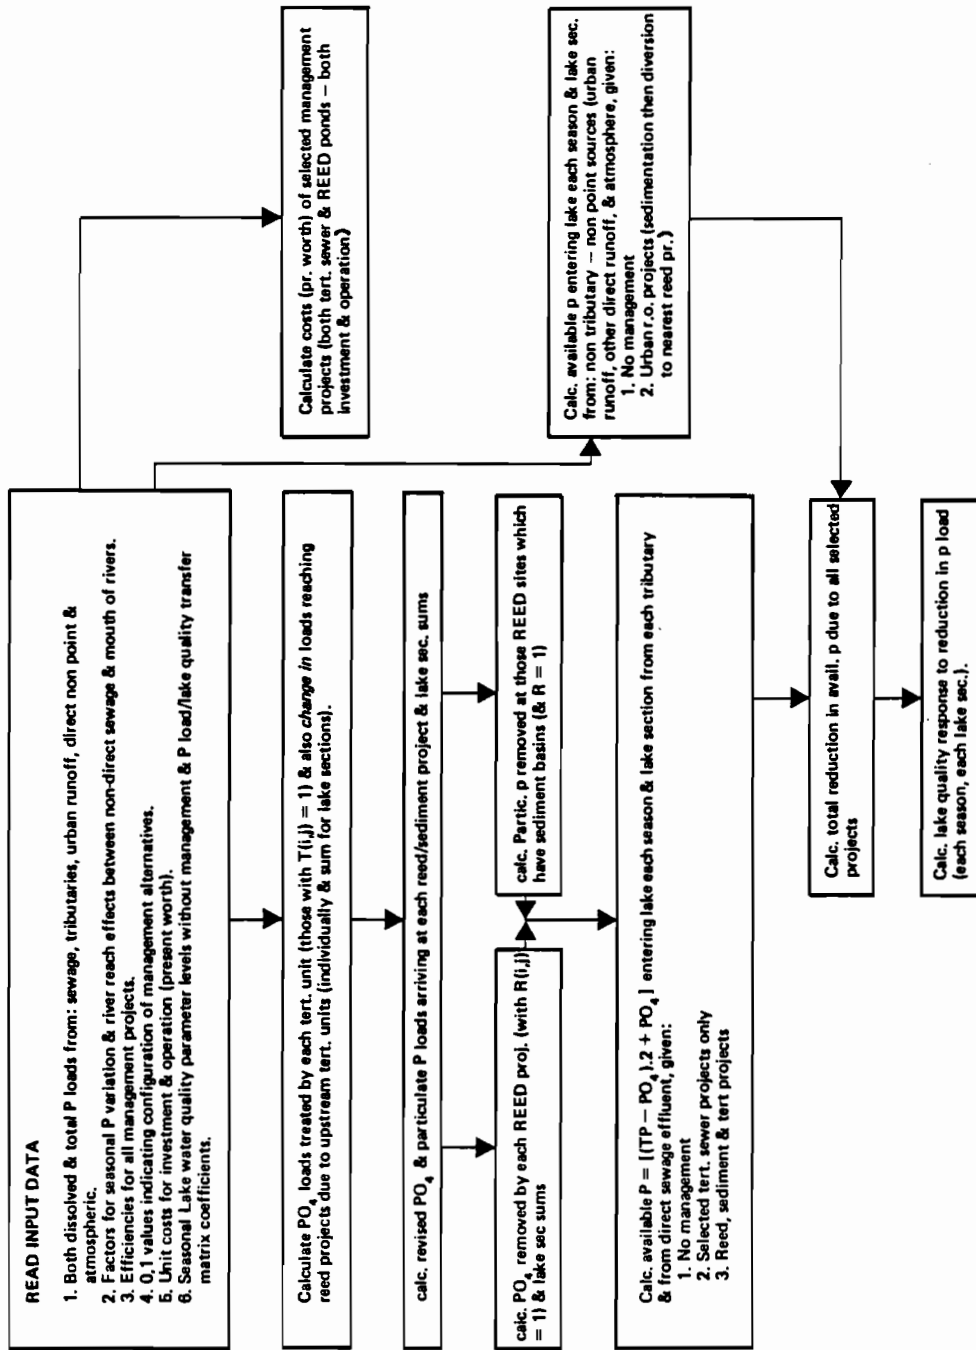 READ INPUT DATA
1. Both dissolved & total P loads from: sewage, tributaries, urban runoff, direct non point &
atmospheric.
2. Factors for seasonal P variation & river reach effects between non-direct sewage & mouth of rivers.
3. Efficiencies for all management projects.
4. 0,1 values indicating configuration of management alternatives.
5. Unit costs for investment & operation (present worth).
6. Seasonal Lake water quality parameter levels without management & P load/lake quality transfer
matrix coefficients.
Calculate costs (pr. worth) of selected management
projects (both tert. sewer & REED ponds – both
investment & operation)
Calculate PO4 loads treated by each tert. unit (those with T(i,j) = 1) & also change in loads reaching
reed projects due to upstream tert. units (individually & sum for lake sections).
calc. revised PO4 & particulate P loads arriving at each reed/sediment project & lake sec. sums
calc. PO4 removed by each REED proj. (with R(i,j)
= 1) & lake sec sums
calc. Partic. p removed at those REED sites which
have sediment basins (& R = 1)
Calc. available p entering lake each season & lake sec.
from: non tributary – non point sources (urban
runoff, other direct runoff, & atmosphere, given:
1. No management
2. Urban r.o. projects (sedimentation then diversion
to nearest reed pr.)
Calc. available P = [(TP – PO4).2 + PO4] entering lake each season & lake section from each tributary
& from direct sewage effluent, given:
1. No management
2. Selected tert. sewer projects only
3. Reed, sediment & tert projects
Calc. total reduction in avail. p due to all selected
projects
Calc. lake quality response to reduction in p load
(each season, each lake sec.).